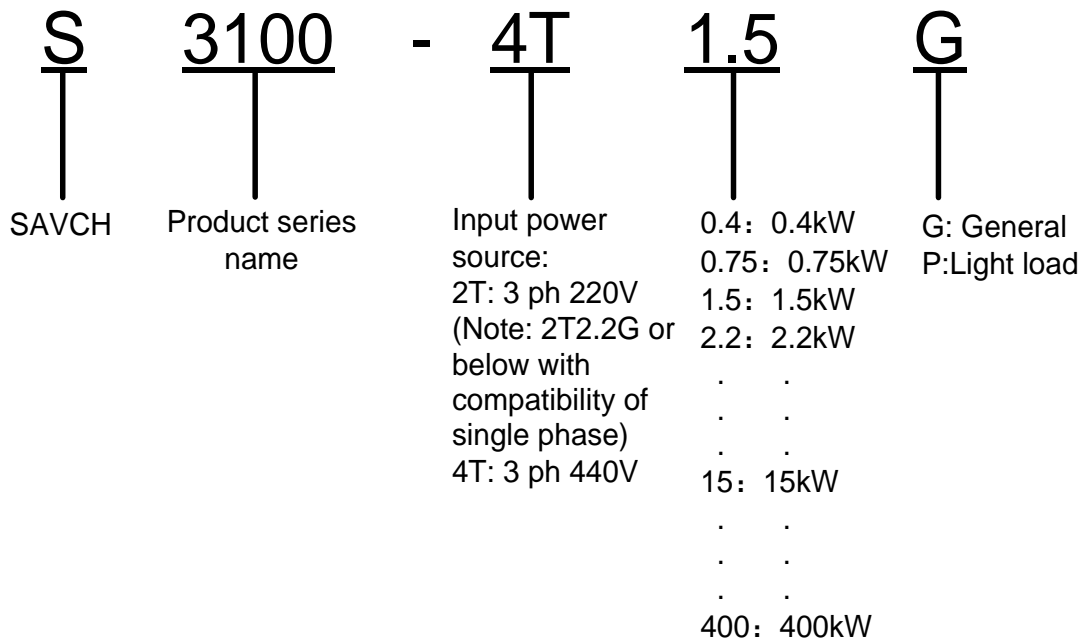 S 3100 - 4T 1.5 G
SAVCH
Product series
name
Input power
source:
2T: 3 ph 220V
(Note: 2T2.2G or
below with
compatibility of
single phase)
4T: 3 ph 440V
0.4：0.4kW
0.75：0.75kW
1.5：1.5kW
2.2：2.2kW
. .
. .
. .
15：15kW
. .
. .
. .
400：400kW
G: General
P:Light load